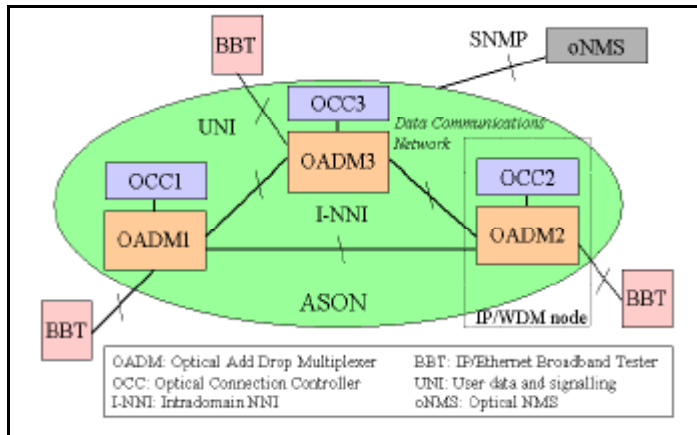 BBT
SNMP
oNMS
OCC3
UNI
Data Communications
Network
OADM3
OCC1
OCC2
I-NNI
OADM1
OADM2
BBT
ASON
BBT
IP/WDM node
OADM: Optical Add Drop Multiplexer
BBT: IP/Ethernet Broadband Tester
OCC: Optical Connection Controller
UNI: User data and signalling
I-NNI: Intradomain NNI
oNMS: Optical NMS